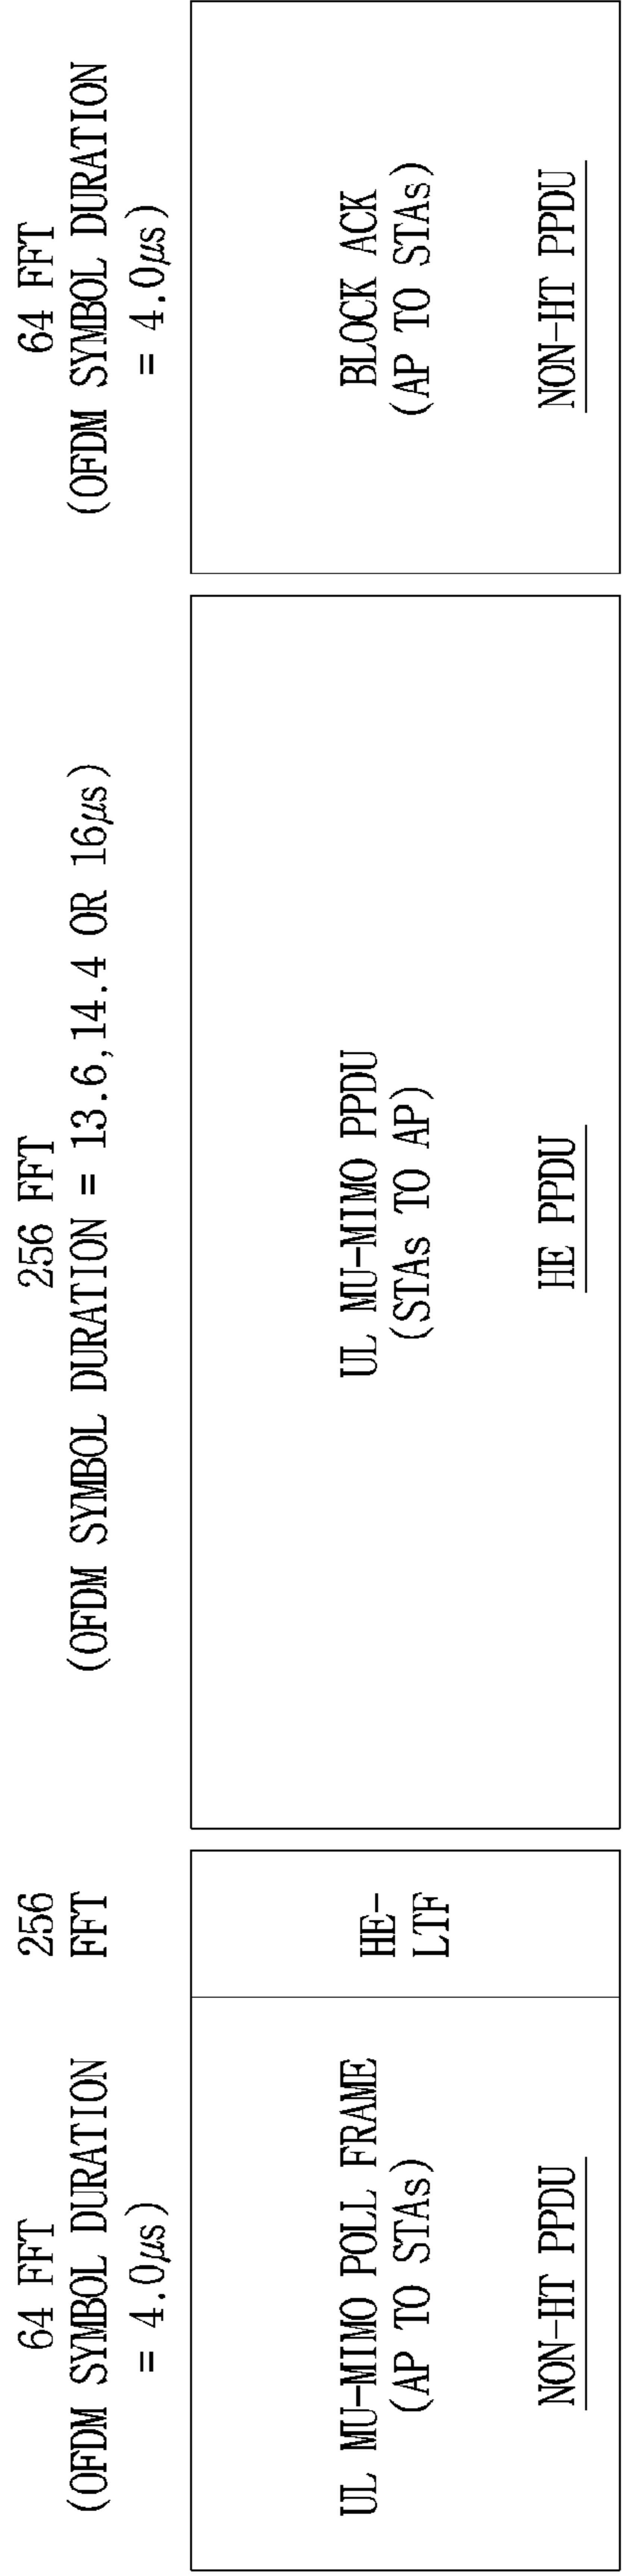 64 FFT
(OFDM SYMBOL DURATION
= 4.0μs)
UL MU-MIMO POLL FRAME
(AP TO STAs)
NON-HT PPDU
256
FFT
HE-
LTF
256 FFT
(OFDM SYMBOL DURATION = 13.6,14.4 OR 16μs)
UL MU-MIMO PPDU
(STAs TO AP)
HE PPDU
64 FFT
(OFDM SYMBOL DURATION
= 4.0μs)
BLOCK ACK
(AP TO STAs)
NON-HT PPDU